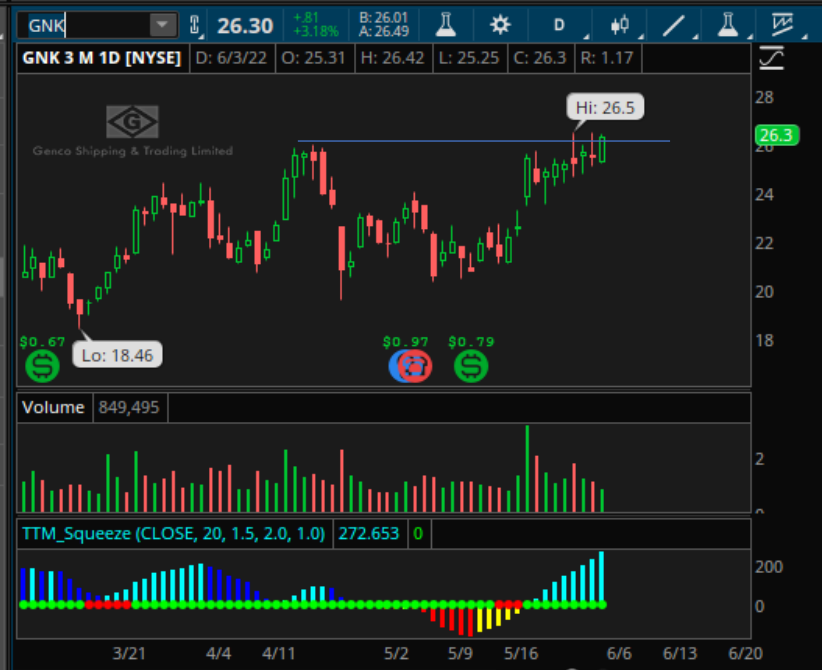 GNK
26.30
+.81
+3.18%
B: 26.01
A: 26.49
D
GNK 3 M 1D [NYSE]
D: 6/3/22
O: 25.31
H: 26.42
L: 25.25
C: 26.3
R: 1.17
Hi: 26.5
28
26.3
26
24
22
20
18
G
Genco Shipping & Trading Limited
$0.67
Lo: 18.46
$0.97
$0.79
$
$
Volume
849,495
2
0
TTM_Squeeze (CLOSE, 20, 1.5, 2.0, 1.0)
272.653
0
200
0
3/21
4/4
4/11
5/2
5/9
5/16
6/6
6/13
6/20